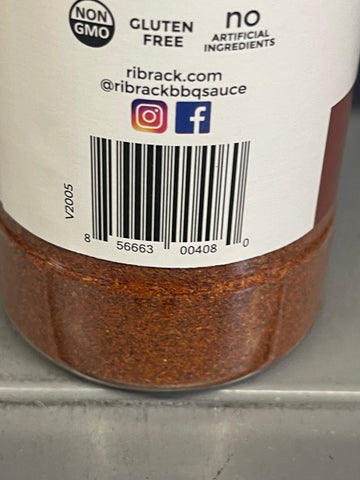 NON
GMO
GLUTEN
FREE
no
ARTIFICIAL
INGREDIENTS
ribrack.com
@ribrackbbqsauce
V2005
8 56663 00408 0